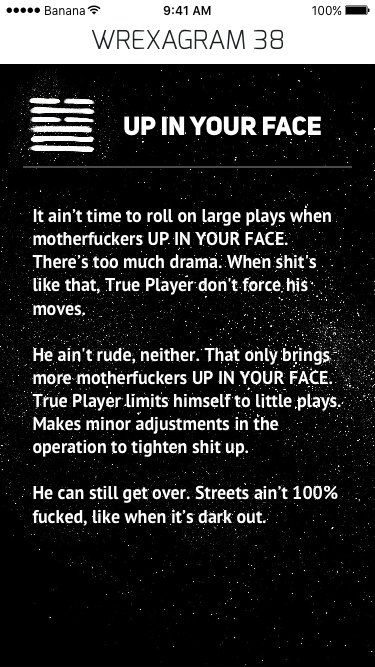 Banana 9:41 AM 100%
WREXAGRAM 38
UP IN YOUR FACE
It ain't time to roll on large plays when
motherfuckers UP IN YOUR FACE.
There's too much drama. When shit's
like that, True Player don't force his
moves.
He ain't rude, neither. That only brings
more motherfuckers UP IN YOUR FACE.
True Player limits himself to little plays.
Makes minor adjustments in the
operation to tighten shit up.
He can still get over. Streets ain't 100%
fucked, like when it's dark out.